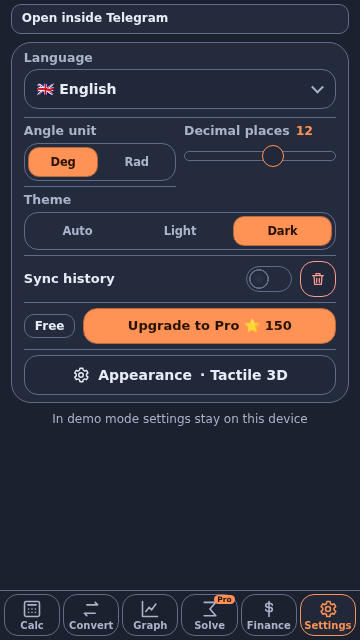 Open inside Telegram
Language
🇬🇧 English
Angle unit
Decimal places 12
Deg
Rad
Theme
Auto
Light
Dark
Sync history
Free
Upgrade to Pro ⭐ 150
Appearance · Tactile 3D
In demo mode settings stay on this device
Pro
Calc
Convert
Graph
Solve
Finance
Settings